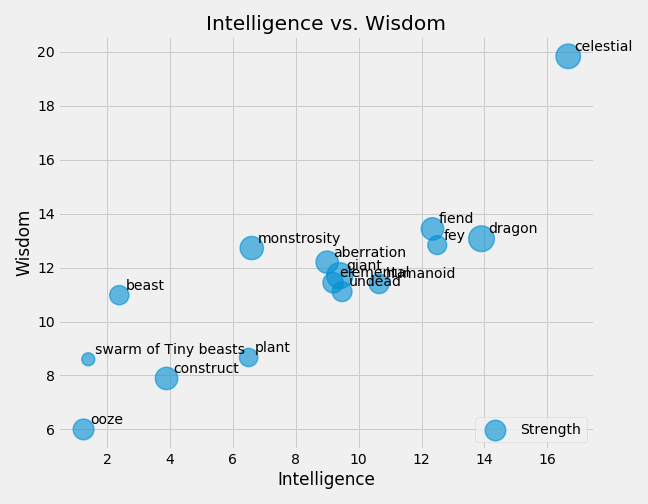 Intelligence vs. Wisdom
20
18
16
14
12
10
8
6
Wisdom
celestial
fiend
dragon
fey
monstrosity
aberration
giant
elemental
humanoid
undead
beast
swarm of Tiny beasts
plant
construct
ooze
Strength
2 4 6 8 10 12 14 16
Intelligence